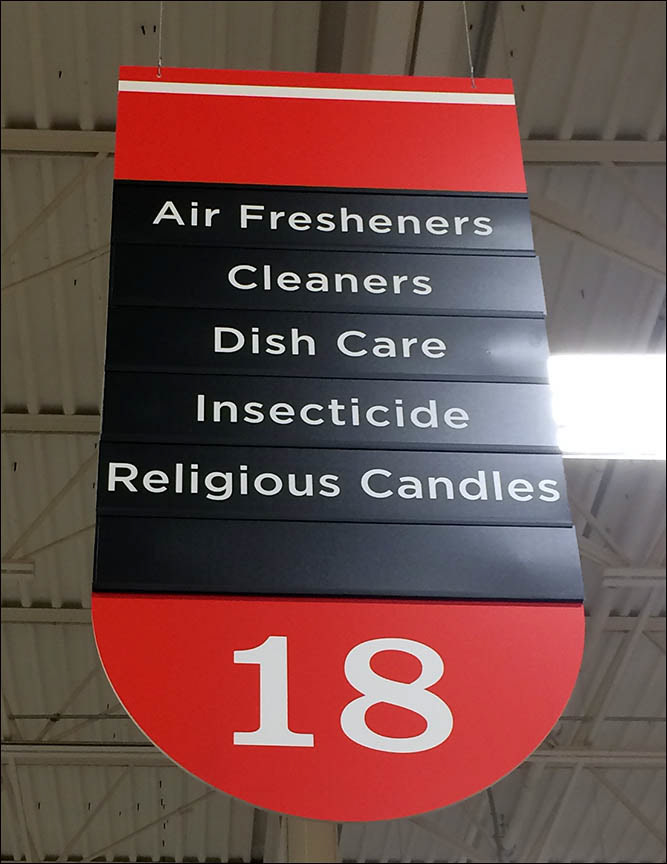 Air Fresheners
Cleaners
Dish Care
Insecticide
Religious Candles
18